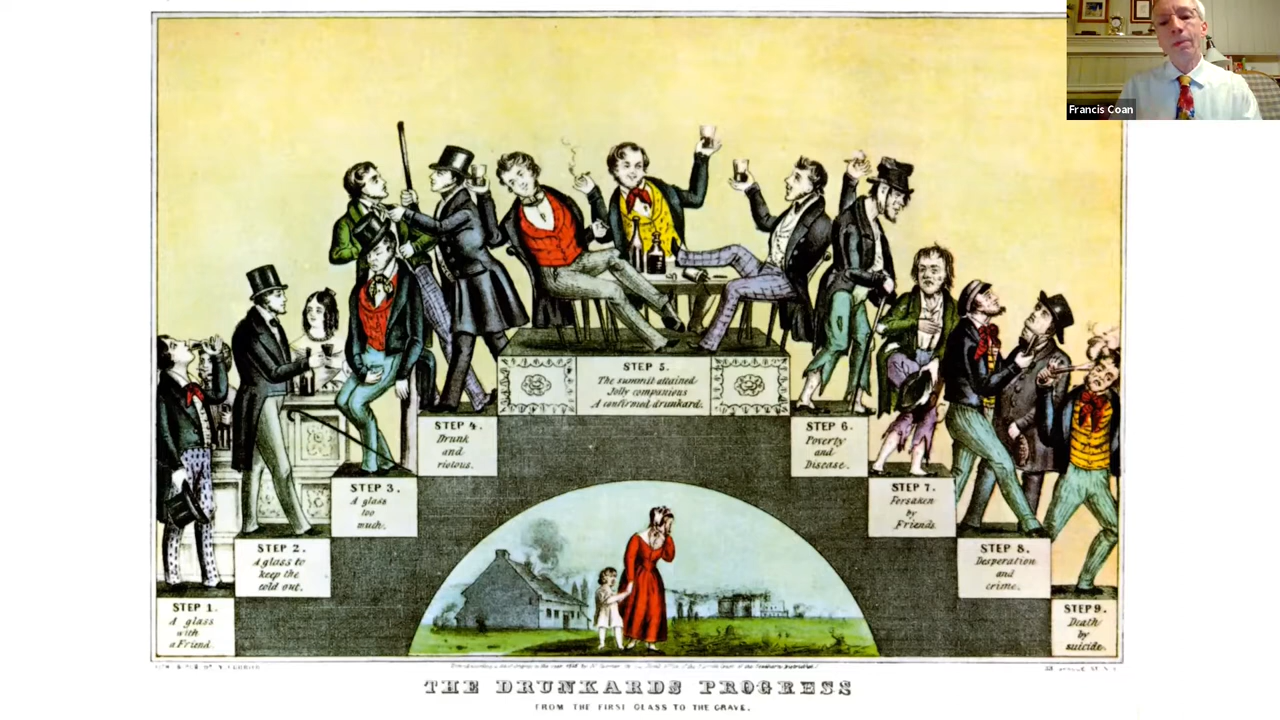 Francis Coan
STEP 1.
A glass
with
a Friend.
STEP 2.
A glass to
keep the
cold out.
STEP 3.
A glass
too
much.
STEP 4.
Drunk
and
riotous.
STEP 5.
The summit attained
Jolly companions
A confirmed drunkard.
STEP 6.
Poverty
and
Disease.
STEP 7.
Forsaken
by
Friends.
STEP 8.
Desperation
and
crime.
STEP 9.
Death
by
suicide.
THE DRUNKARDS PROGRESS
FROM THE FIRST GLASS TO THE GRAVE.